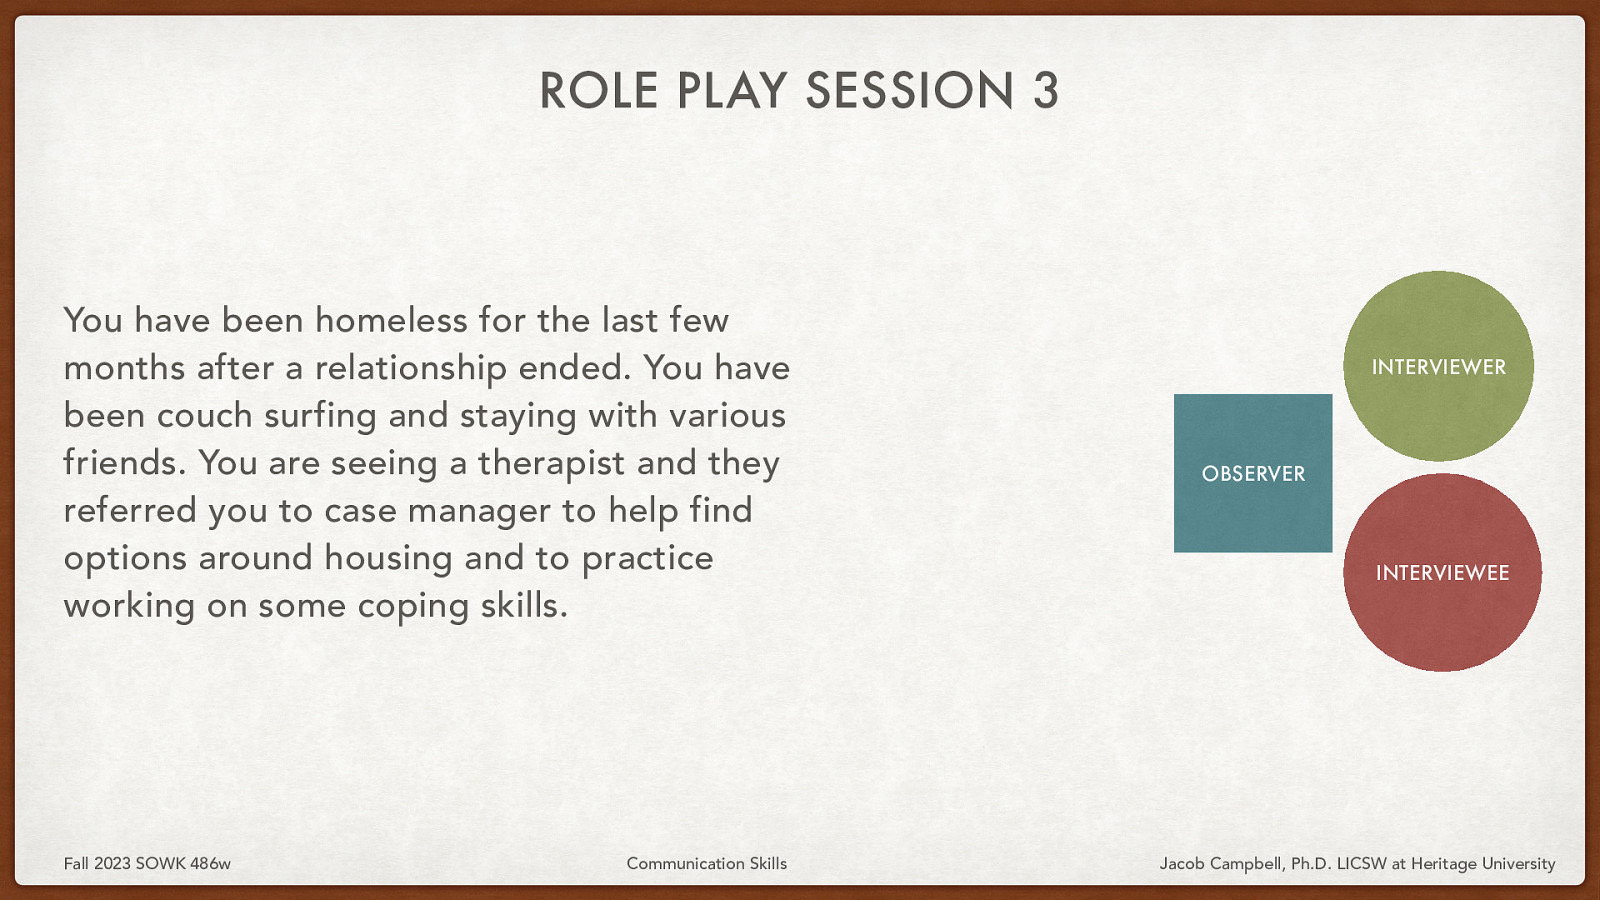 ROLE PLAY SESSION 3
You have been homeless for the last few
months after a relationship ended. You have
been couch surfing and staying with various
friends. You are seeing a therapist and they
referred you to case manager to help find
options around housing and to practice
working on some coping skills.
INTERVIEWER
OBSERVER
INTERVIEWEE
Fall 2023 SOWK 486w
Communication Skills
Jacob Campbell, Ph.D. LICSW at Heritage University